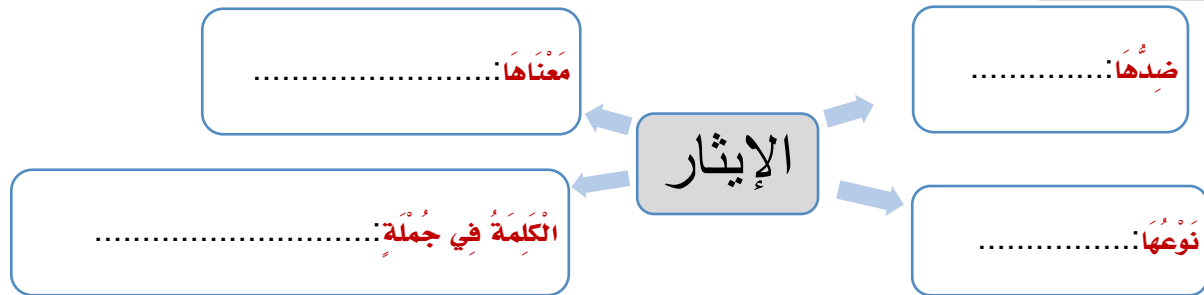 ضِدُّهَا:..............
مَعْنَاهَا:.........................
الإيثار
نَوْعُهَا:................
الْكَلِمَةُ فِي جُمْلَةٍ:.............................